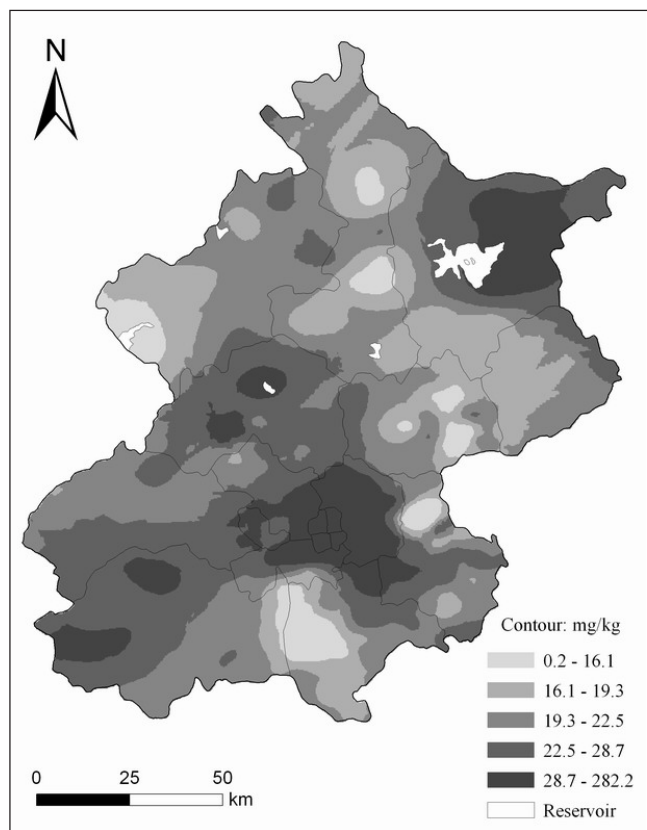 N
Contour: mg/kg
0.2 - 16.1
16.1 - 19.3
19.3 - 22.5
22.5 - 28.7
28.7 - 282.2
Reservoir
0 25 50
km